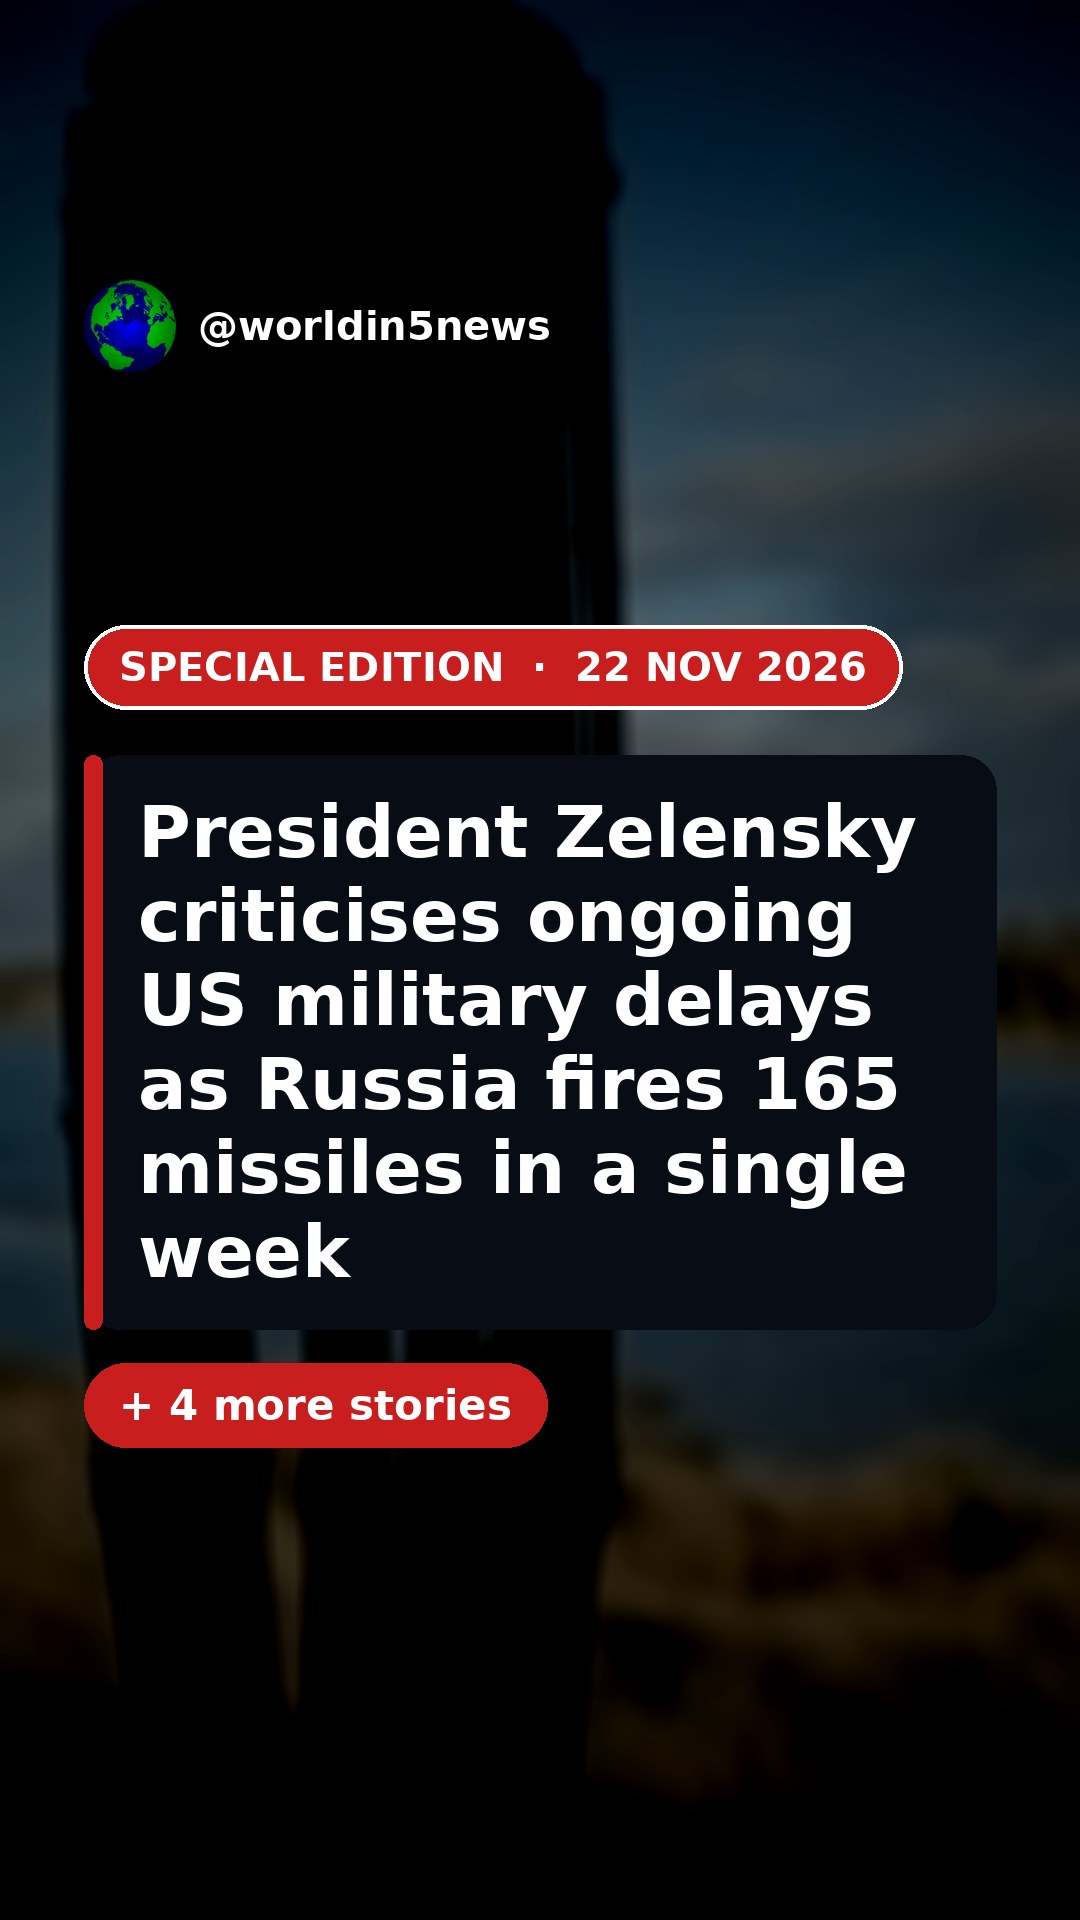 @worldin5news
SPECIAL EDITION · 22 NOV 2026
President Zelensky
criticises ongoing
US military delays
as Russia fires 165
missiles in a single
week
+ 4 more stories